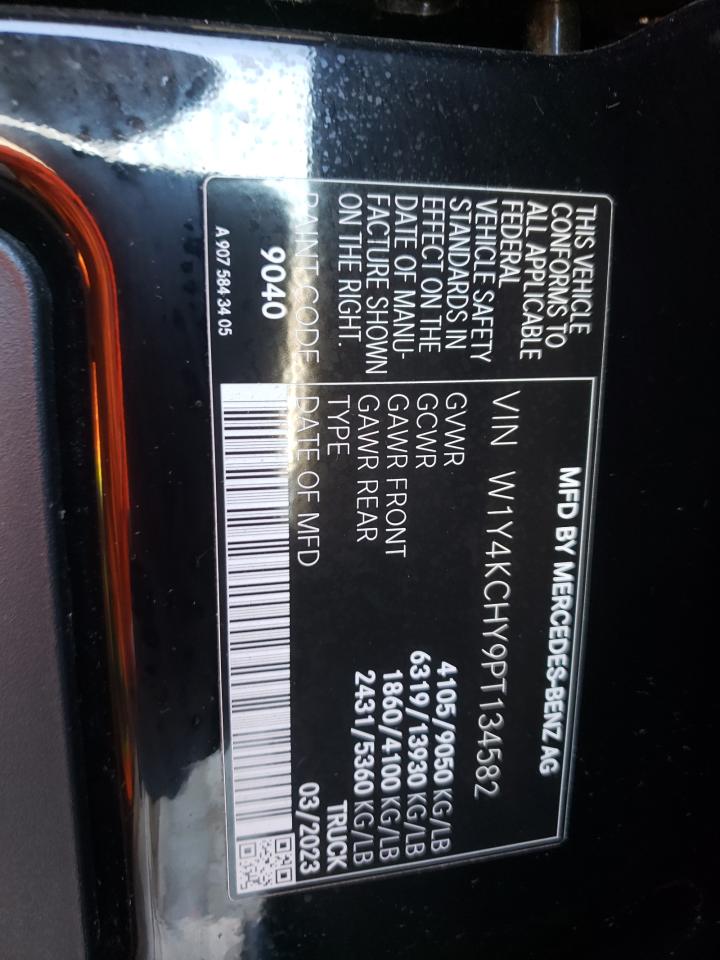 MFD BY MERCEDES-BENZ AG
THIS VEHICLE
CONFORMS TO
ALL APPLICABLE
FEDERAL
VEHICLE SAFETY
STANDARDS IN
EFFECT ON THE
DATE OF MANU-
FACTURE SHOWN
ON THE RIGHT.
PAINT CODE
9040
VIN W1Y4KCHY9PT134582
GVWR 4105/9050 KG/LB
GCWR 6319/13930 KG/LB
GAWR FRONT 1860/4100 KG/LB
GAWR REAR 2431/5360 KG/LB
TYPE TRUCK
DATE OF MFD 03/2023
A 907 584 34 05